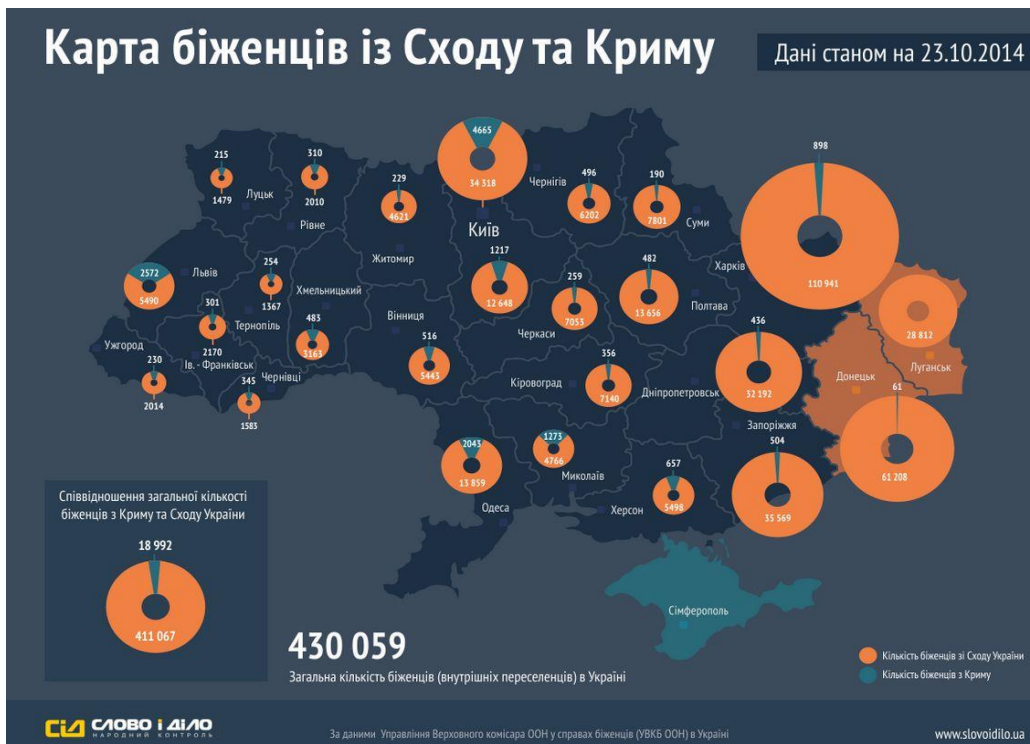 Карта біженців із Сходу та Криму
Дані станом на 23.10.2014
215
1479
Луцьк
310
2010
Рівне
229
4621
Житомир
4665
34 318
Київ
496
6202
Чернігів
190
7801
Суми
898
110 941
Харків
2572
5490
Львів
254
1367
Тернопіль
301
2170
Ів. - Франківськ
Хмельницький
483
3163
1217
12 648
259
7053
Черкаси
482
13 656
Полтава
28 812
Луганськ
Ужгород
230
2014
345
1583
Чернівці
Вінниця
516
5443
Кіровоград
356
7140
Дніпропетровськ
436
32 192
Донецьк
61
61 208
Запоріжжя
504
35 569
2043
13 859
Одеса
1273
4766
Миколаїв
657
5498
Херсон
Сімферополь
Співвідношення загальної кількості
біженців з Криму та Сходу України
18 992
411 067
430 059
Загальна кількість біженців (внутрішніх переселенців) в Україні
Кількість біженців зі Сходу України
Кількість біженців з Криму
СІД СЛОВО І ДІЛО
НАРОДНИЙ КОНТРОЛЬ
За даними Управління Верховного комісара ООН у справах біженців (УВКБ ООН) в Україні
www.slovoidilo.ua